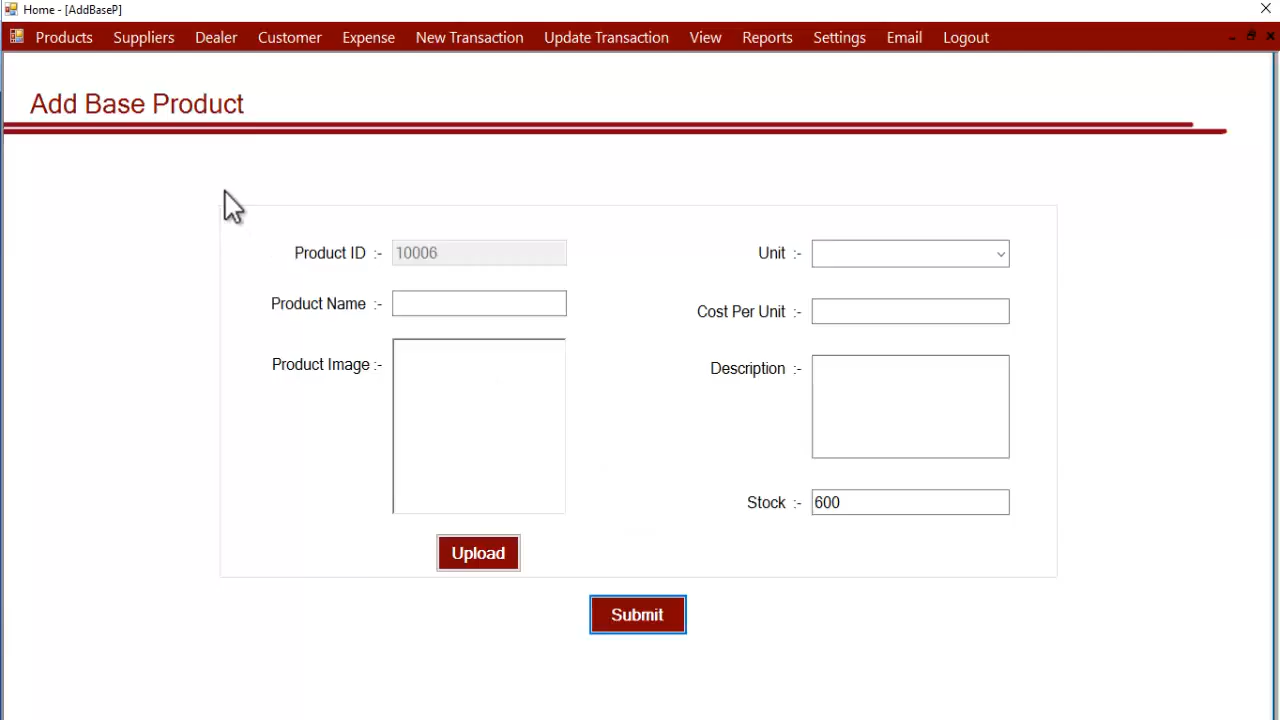 Home - [AddBaseP]
Products Suppliers Dealer Customer Expense New Transaction Update Transaction View Reports Settings Email Logout
Add Base Product
Product ID :- 10006
Product Name :-
Product Image :-
Upload
Unit :-
Cost Per Unit :-
Description :-
Stock :- 600
Submit